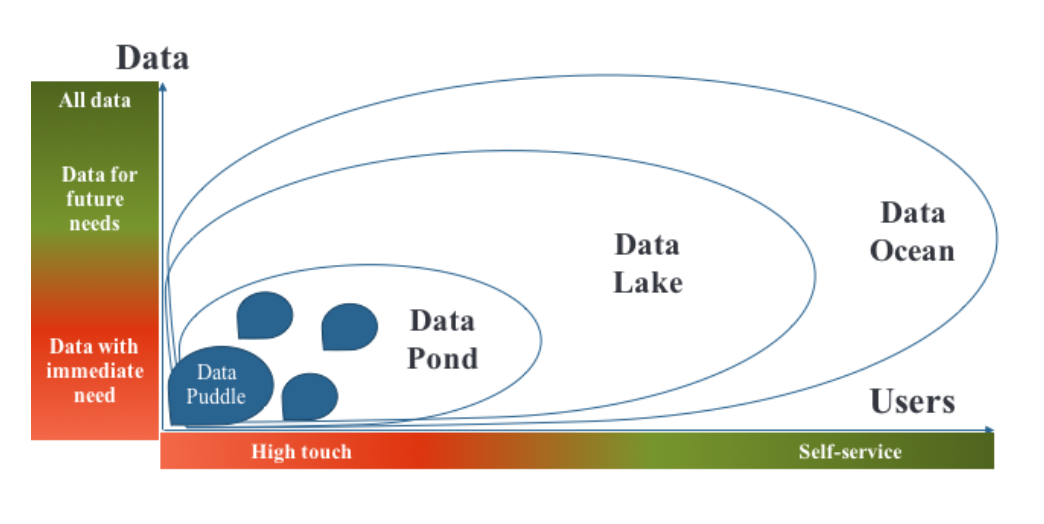 Data
All data
Data for
future
needs
Data with
immediate
need
Data
Puddle
Data
Pond
Data
Lake
Data
Ocean
Users
High touch
Self-service